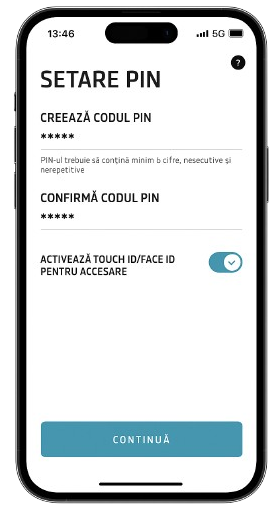 13:46
5G
?
SETARE PIN
CREEAZĂ CODUL PIN
*****
PIN-ul trebuie să conțină minim 6 cifre, nesecutive și
nerepetitive
CONFIRMĂ CODUL PIN
*****
ACTIVEAZĂ TOUCH ID/FACE ID
PENTRU ACCESARE
CONTINUĂ